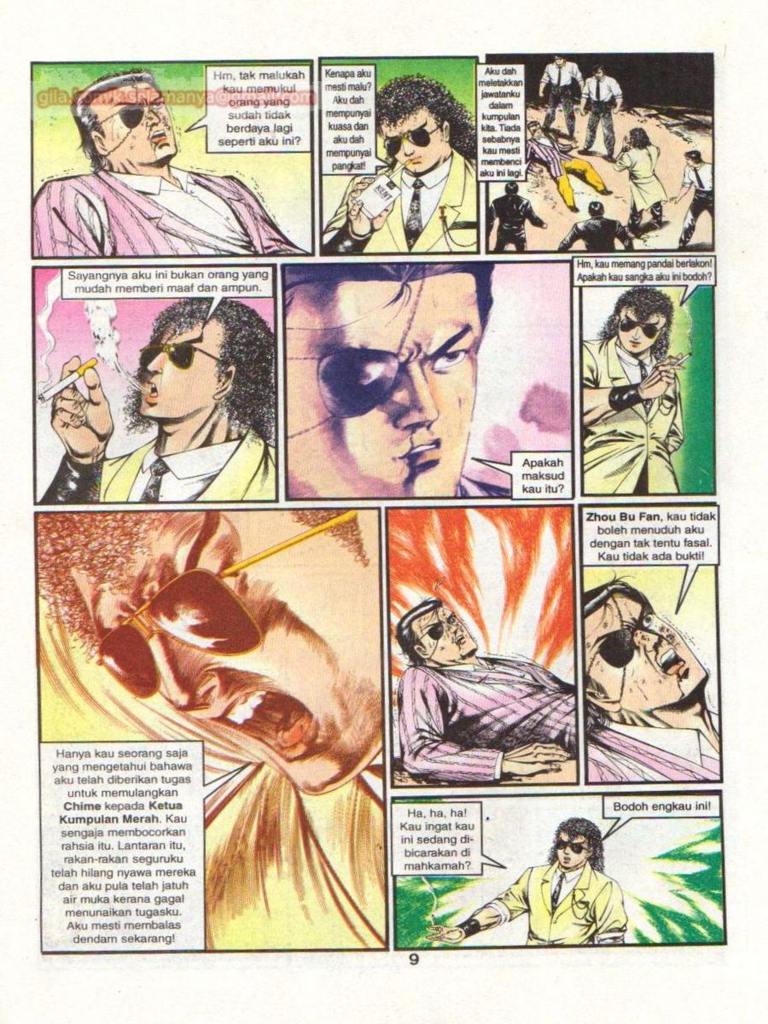 Hm, tak malukah
kau memukul
orang yang
sudah tidak
berdaya lagi
seperti aku ini?
Kenapa aku
mesti malu?
Aku dah
mempunyai
kuasa dan
aku dah
mempunyai
pangkat!
KENT
Aku dah
meletakkan
jawatanku
dalam
kumpulan
kita. Tiada
sebabnya
kau mesti
membenci
aku ini lagi.
Sayangnya aku ini bukan orang yang
mudah memberi maaf dan ampun.
Apakah
maksud
kau itu?
Hm, kau memang pandai berlakon!
Apakah kau sangka aku ini bodoh?
Hanya kau seorang saja
yang mengetahui bahawa
aku telah diberikan tugas
untuk memulangkan
Chime kepada Ketua
Kumpulan Merah. Kau
sengaja membocorkan
rahsia itu. Lantaran itu,
rakan-rakan seguruku
telah hilang nyawa mereka
dan aku pula telah jatuh
air muka kerana gagal
menunaikan tugasku.
Aku mesti membalas
dendam sekarang!
Zhou Bu Fan, kau tidak
boleh menuduh aku
dengan tak tentu fasal.
Kau tidak ada bukti!
Ha, ha, ha!
Kau ingat kau
ini sedang di-
bicarakan di
mahkamah?
Bodoh engkau ini!
9